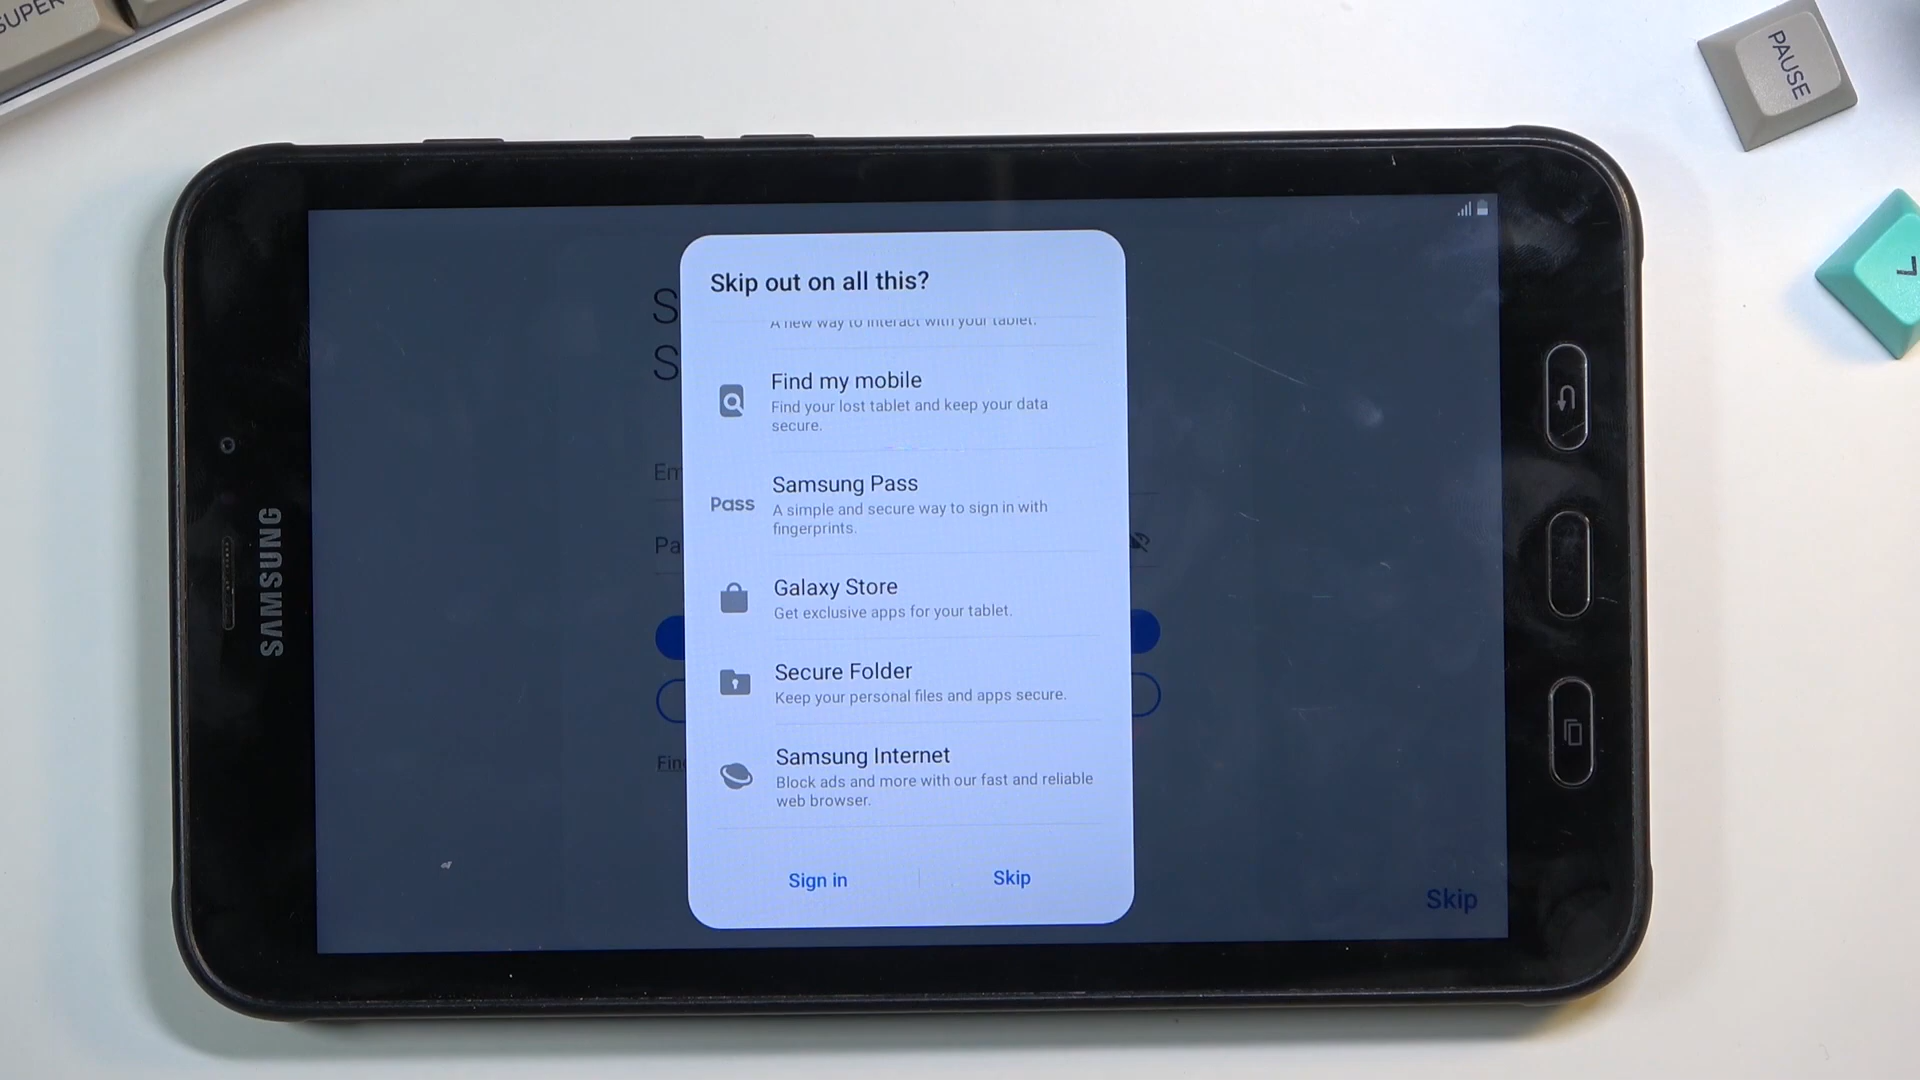 SUPER
PAUSE
SAMSUNG
Skip out on all this?
A new way to interact with your tablet.
Find my mobile
Find your lost tablet and keep your data
secure.
Pass
Samsung Pass
A simple and secure way to sign in with
fingerprints.
Galaxy Store
Get exclusive apps for your tablet.
Secure Folder
Keep your personal files and apps secure.
Samsung Internet
Block ads and more with our fast and reliable
web browser.
Sign in
Skip
Skip